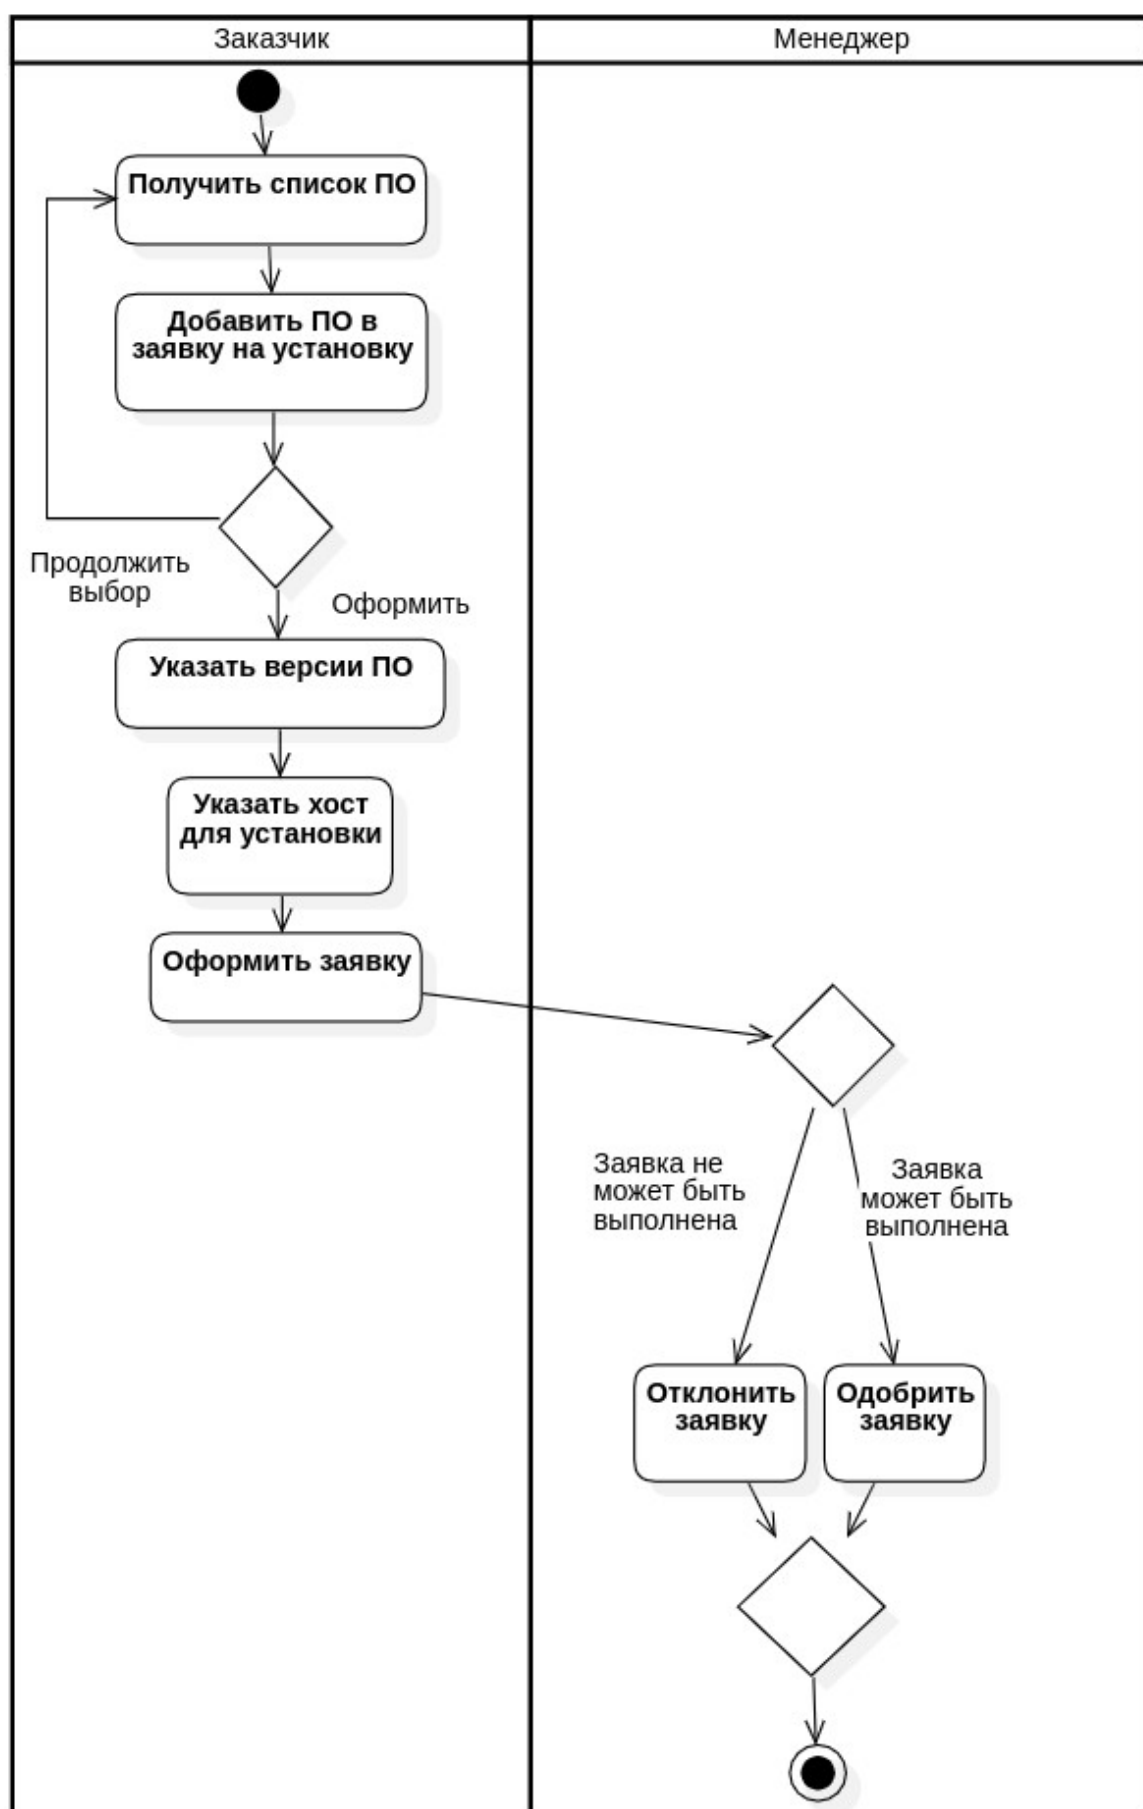 Заказчик
Менеджер
Получить список ПО
Добавить ПО в
заявку на установку
Продолжить
выбор
Оформить
Указать версии ПО
Указать хост
для установки
Оформить заявку
Заявка не
может быть
выполнена
Заявка
может быть
выполнена
Отклонить
заявку
Одобрить
заявку